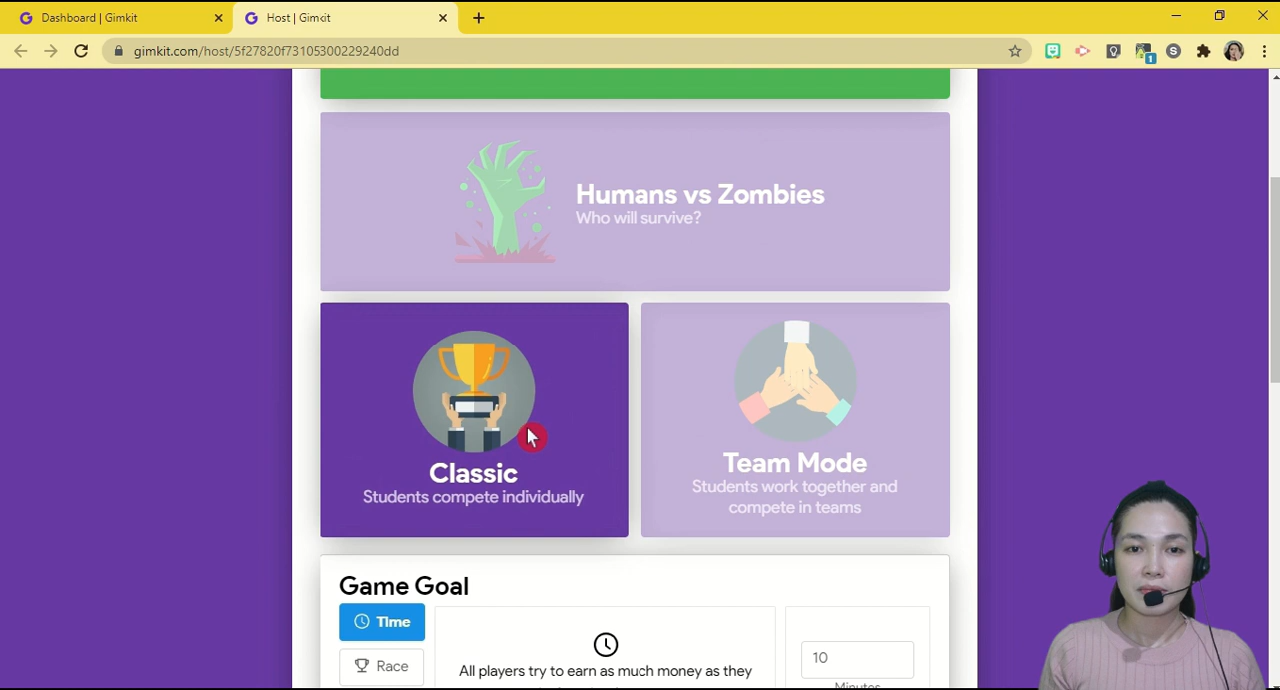 Dashboard | Gimkit
Host | Gimkit
gimkit.com/host/5f27820f73105300229240dd
1
S
Humans vs Zombies
Who will survive?
Classic
Students compete individually
Team Mode
Students work together and
compete in teams
Game Goal
Time
Race
All players try to earn as much money as they
10
Minutes